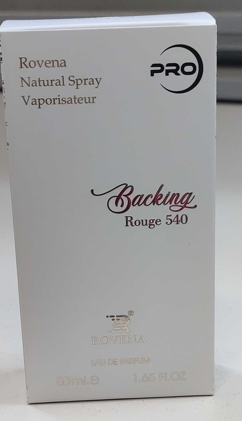 Rovena
Natural Spray
Vaporisateur
PRO
Backing
Rouge 540
ROVENA
EAU DE PARFUM
50 ml.e 1.65 FL.OZ